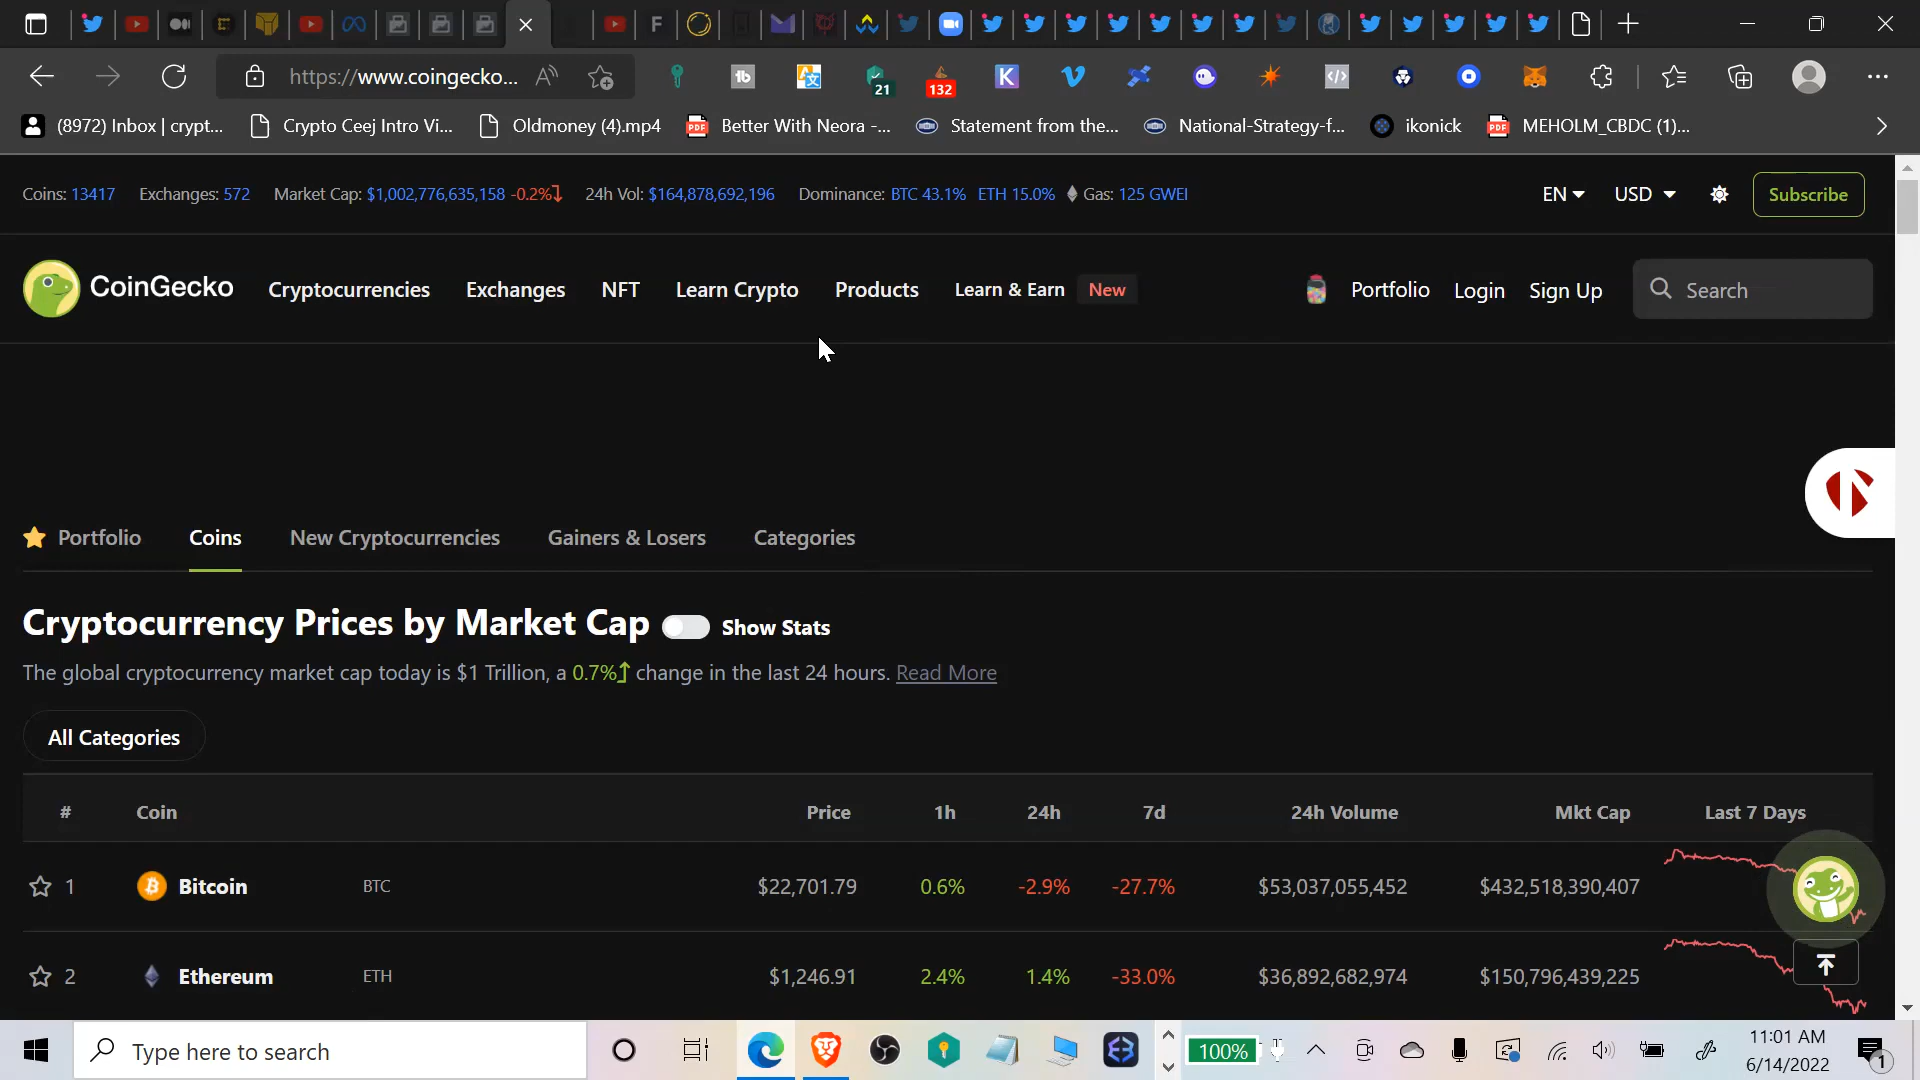 https://www.coingecko...
21
132
(8972) Inbox | crypt...
Crypto Ceej Intro Vi...
Oldmoney (4).mp4
Better With Neora -...
Statement from the...
National-Strategy-f...
ikonick
MEHOLM_CBDC (1)...
Coins: 13417 Exchanges: 572 Market Cap: $1,002,776,635,158 -0.2% 24h Vol: $164,878,692,196 Dominance: BTC 43.1% ETH 15.0% Gas: 125 GWEI
EN USD Subscribe
CoinGecko Cryptocurrencies Exchanges NFT Learn Crypto Products Learn & Earn New Portfolio Login Sign Up Search
Portfolio Coins New Cryptocurrencies Gainers & Losers Categories
Cryptocurrency Prices by Market Cap Show Stats
The global cryptocurrency market cap today is $1 Trillion, a 0.7% change in the last 24 hours. Read More
All Categories
# Coin Price 1h 24h 7d 24h Volume Mkt Cap Last 7 Days
1 Bitcoin BTC $22,701.79 0.6% -2.9% -27.7% $53,037,055,452 $432,518,390,407
2 Ethereum ETH $1,246.91 2.4% 1.4% -33.0% $36,892,682,974 $150,796,439,225
Type here to search
100%
11:01 AM
6/14/2022
1